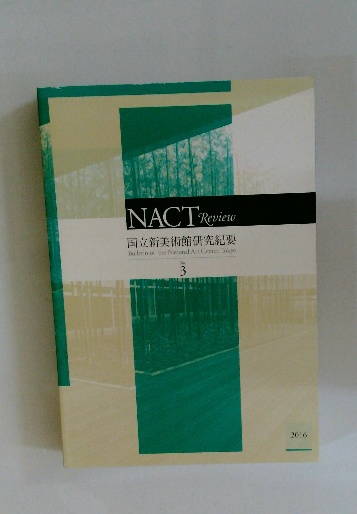 NACT Review
国立新美術館研究紀要
Bulletin of the National Art Center, Tokyo
No.
3
2016